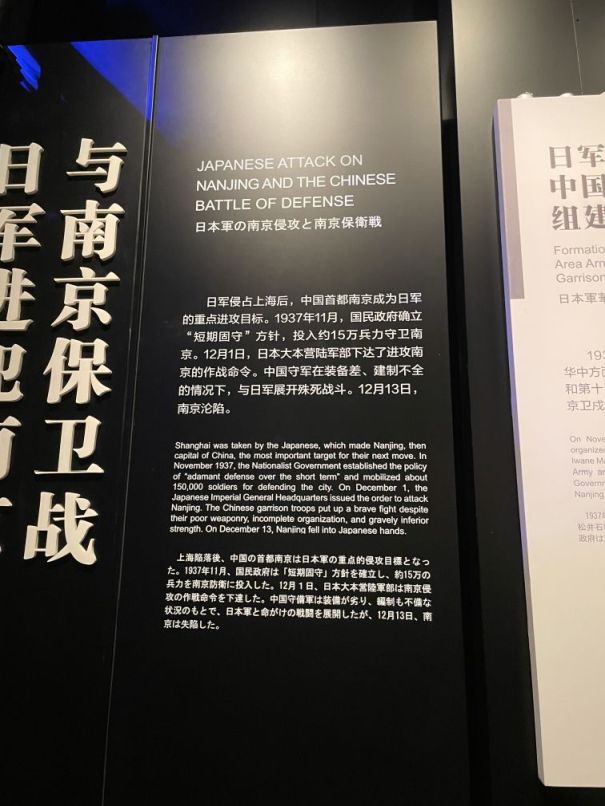 与南京保卫战
日军进犯南京
JAPANESE ATTACK ON
NANJING AND THE CHINESE
BATTLE OF DEFENSE
日本軍の南京侵攻と南京保衛戦
日军侵占上海后，中国首都南京成为日军
的重点进攻目标。1937年11月，国民政府确立
“短期固守”方针，投入约15万兵力守卫南
京。12月1日，日本大本营陆军部下达了进攻南
京的作战命令。中国守军在装备差、建制不全
的情况下，与日军展开殊死战斗。12月13日，
南京沦陷。
Shanghai was taken by the Japanese, which made Nanjing, then
capital of China, the most important target for their next move. In
November 1937, the Nationalist Government established the policy
of "adamant defense over the short term" and mobilized about
150,000 soldiers for defending the city. On December 1, the
Japanese Imperial General Headquarters issued the order to attack
Nanjing. The Chinese garrison troops put up a brave fight despite
their poor weaponry, incomplete organization, and gravely inferior
strength. On December 13, Nanjing fell into Japanese hands.
上海陥落後、中国の首都南京は日本軍の重点的侵攻目標となっ
た。1937年11月、国民政府は「短期固守」方針を確立し、約15万の
兵力を南京防衛に投入した。12月1日、日本大本営陸軍部は南京侵
攻の作戦命令を下達した。中国守備軍は装備が劣り、編制も不備な
状況のもとで、日本軍と命がけの戦闘を展開したが、12月13日、南
京は失陥した。
日军
中国
组建
Formatio
Area Arm
Garrison
日本軍
193
华中方面
和第十
京卫戍
On Nove
organize
Iwane Ma
Army an
Governm
Nanjing
1937
松井石
政府は